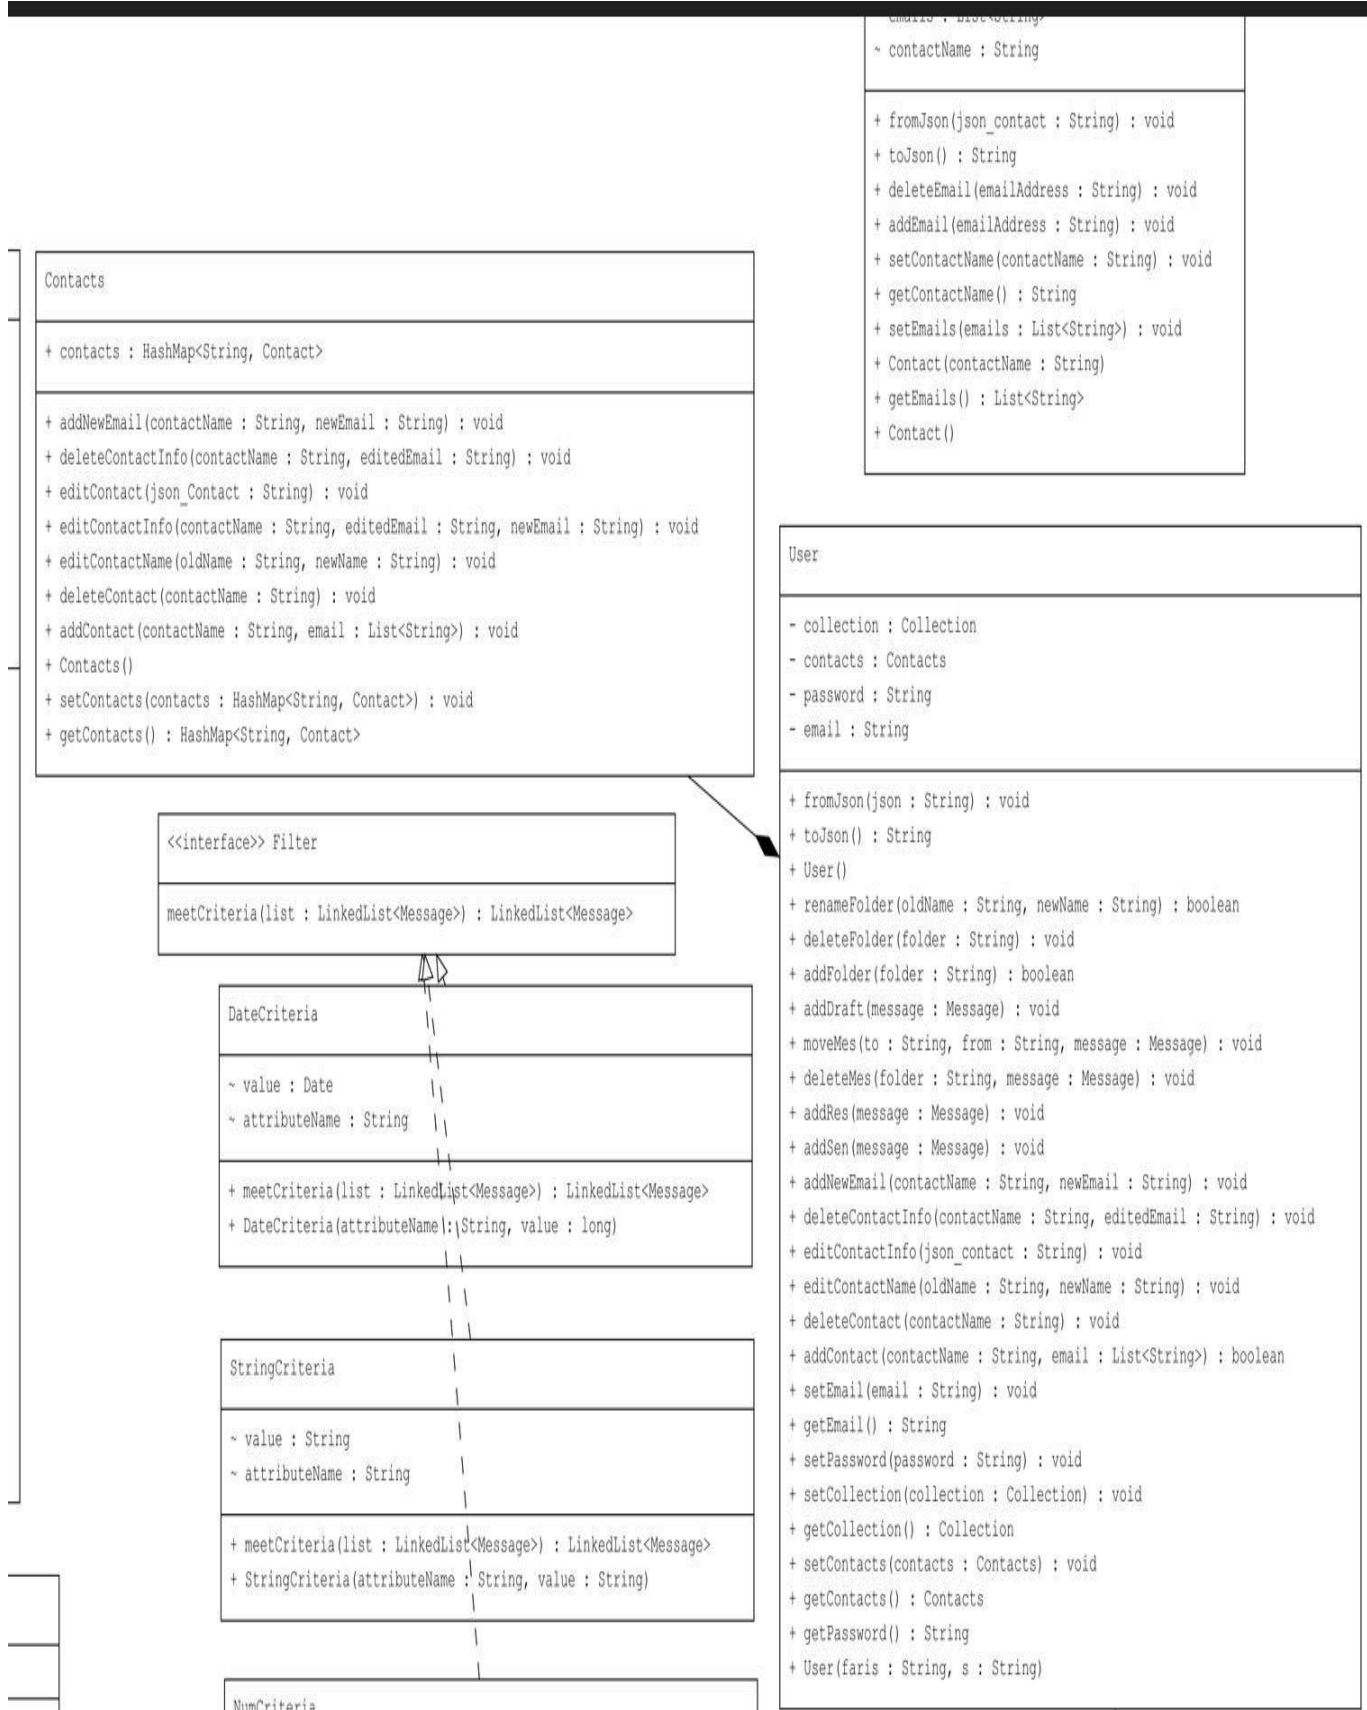 emails : List<String>
~ contactName : String
+ fromJson(json_contact : String) : void
+ toJson() : String
+ deleteEmail(emailAddress : String) : void
+ addEmail(emailAddress : String) : void
+ setContactName(contactName : String) : void
+ getContactName() : String
+ setEmails(emails : List<String>) : void
+ Contact(contactName : String)
+ getEmails() : List<String>
+ Contact()
Contacts
+ contacts : HashMap<String, Contact>
+ addNewEmail(contactName : String, newEmail : String) : void
+ deleteContactInfo(contactName : String, editedEmail : String) : void
+ editContact(json_Contact : String) : void
+ editContactInfo(contactName : String, editedEmail : String, newEmail : String) : void
+ editContactName(oldName : String, newName : String) : void
+ deleteContact(contactName : String) : void
+ addContact(contactName : String, email : List<String>) : void
+ Contacts()
+ setContacts(contacts : HashMap<String, Contact>) : void
+ getContacts() : HashMap<String, Contact>
<<interface>> Filter
meetCriteria(list : LinkedList<Message>) : LinkedList<Message>
DateCriteria
~ value : Date
~ attributeName : String
+ meetCriteria(list : LinkedList<Message>) : LinkedList<Message>
+ DateCriteria(attributeName : String, value : long)
StringCriteria
~ value : String
~ attributeName : String
+ meetCriteria(list : LinkedList<Message>) : LinkedList<Message>
+ StringCriteria(attributeName : String, value : String)
NumCriteria
User
- collection : Collection
- contacts : Contacts
- password : String
- email : String
+ fromJson(json : String) : void
+ toJson() : String
+ User()
+ renameFolder(oldName : String, newName : String) : boolean
+ deleteFolder(folder : String) : void
+ addFolder(folder : String) : boolean
+ addDraft(message : Message) : void
+ moveMes(to : String, from : String, message : Message) : void
+ deleteMes(folder : String, message : Message) : void
+ addRes(message : Message) : void
+ addSen(message : Message) : void
+ addNewEmail(contactName : String, newEmail : String) : void
+ deleteContactInfo(contactName : String, editedEmail : String) : void
+ editContactInfo(json_contact : String) : void
+ editContactName(oldName : String, newName : String) : void
+ deleteContact(contactName : String) : void
+ addContact(contactName : String, email : List<String>) : boolean
+ setEmail(email : String) : void
+ getEmail() : String
+ setPassword(password : String) : void
+ setCollection(collection : Collection) : void
+ getCollection() : Collection
+ setContacts(contacts : Contacts) : void
+ getContacts() : Contacts
+ getPassword() : String
+ User(faris : String, s : String)